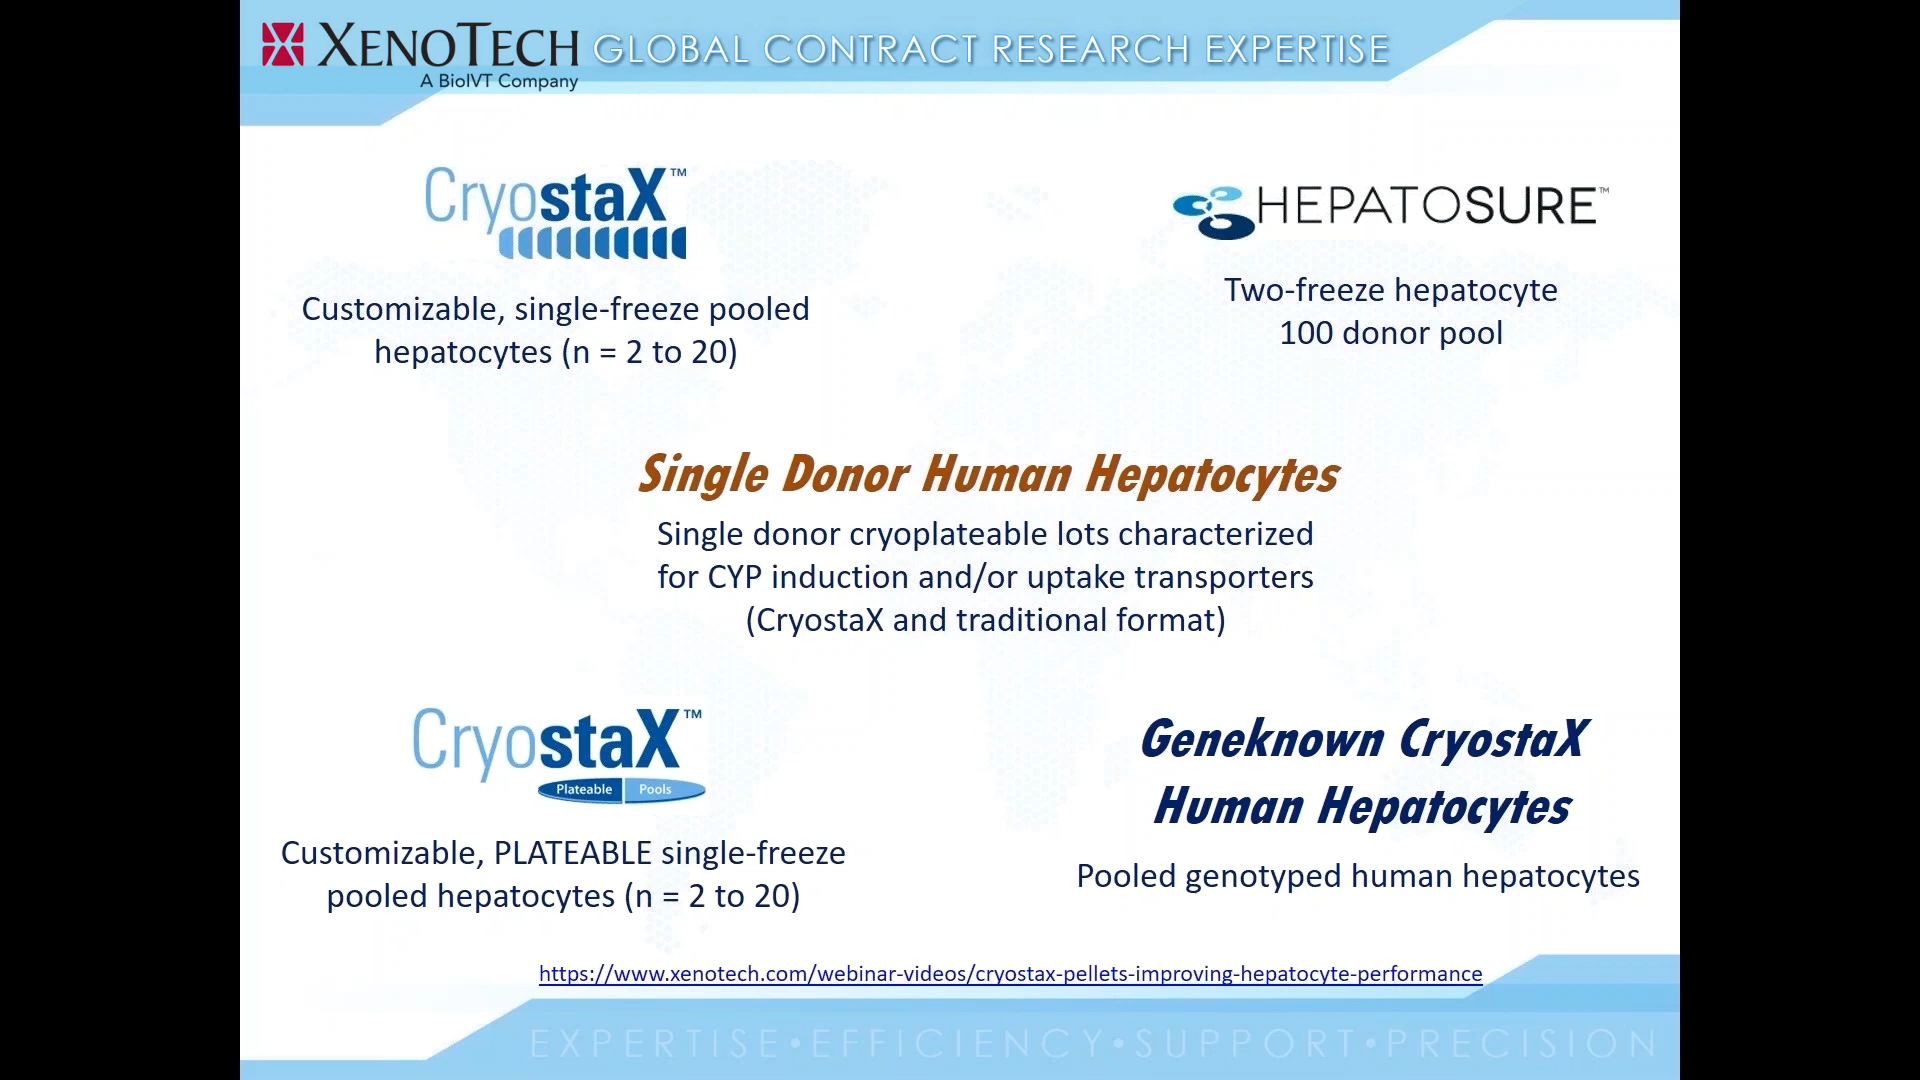 XENOTECH
A BioIVT Company
GLOBAL CONTRACT RESEARCH EXPERTISE
CryostaX™
Customizable, single-freeze pooled
hepatocytes (n = 2 to 20)
HEPATOSURE™
Two-freeze hepatocyte
100 donor pool
Single Donor Human Hepatocytes
Single donor cryoplateable lots characterized
for CYP induction and/or uptake transporters
(CryostaX and traditional format)
CryostaX™
Plateable Pools
Customizable, PLATEABLE single-freeze
pooled hepatocytes (n = 2 to 20)
Geneknown CryostaX
Human Hepatocytes
Pooled genotyped human hepatocytes
https://www.xenotech.com/webinar-videos/cryostax-pellets-improving-hepatocyte-performance
EXPERTISE•EFFICIENCY•SUPPORT•PRECISION